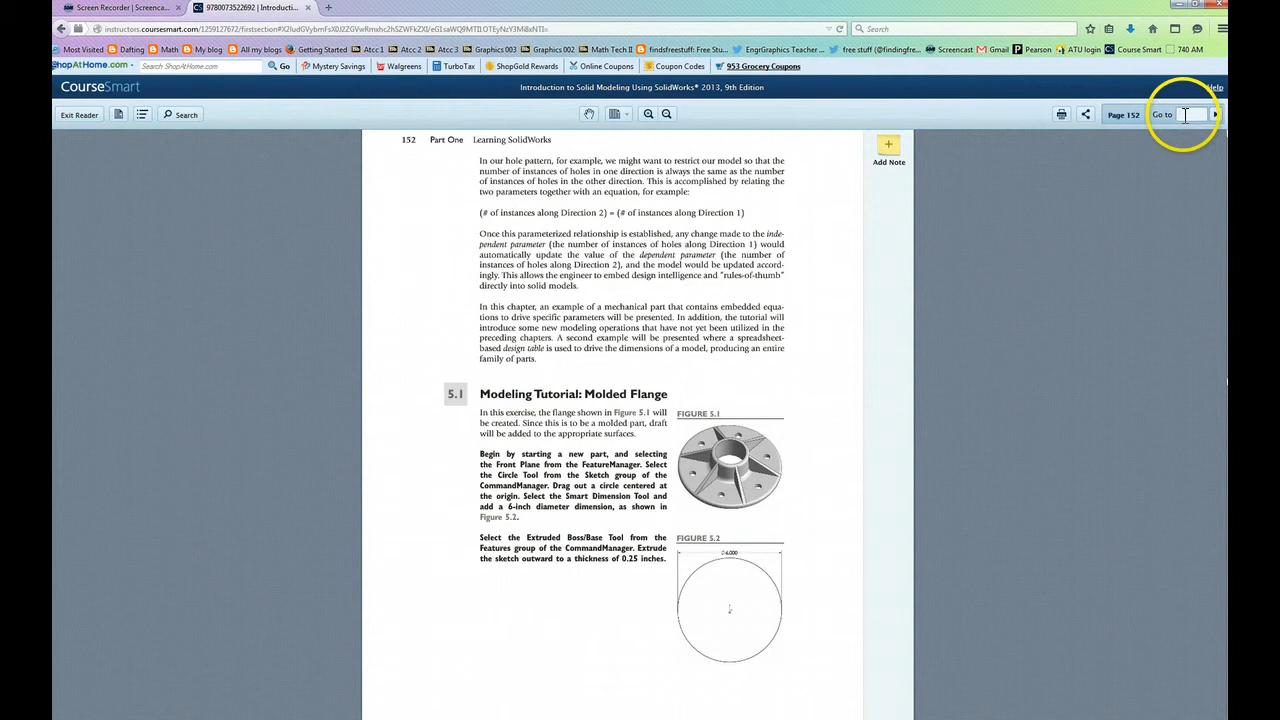 Screen Recorder | Screenca...
9780073522692 | Introducti...
instructors.coursesmart.com/1259127672/firstsection#X2ludGVybmFsX0J2ZGVwRmxhc2hSZWFkZXI/eG1saWQ9MTIOTEyNzY3Mi8xNTI=
Search
Most Visited Dafting Math My blog All my blogs Getting Started Atcc 1 Atcc 3 Graphics 003 Graphics 002 Math Tech II findsfreestuff: Free Stu... EngrGraphics Teacher ... free stuff (@findingfre... Screencast Gmail Pearson ATU login Course Smart 740 AM
ShopAtHome.com Search ShopAtHome.com Go Mystery Savings Walgreens TurboTax ShopGold Rewards Online Coupons Coupon Codes 953 Grocery Coupons
CourseSmart Introduction to Solid Modeling Using SolidWorks® 2013, 9th Edition Help
Exit Reader Search Page 152 Go to
152 Part One Learning SolidWorks
Add Note
In our hole pattern, for example, we might want to restrict our model so that the
number of instances of holes in one direction is always the same as the number
of instances of holes in the other direction. This is accomplished by relating the
two parameters together with an equation, for example:
(# of instances along Direction 2) = (# of instances along Direction 1)
Once this parameterized relationship is established, any change made to the inde-
pendent parameter (the number of instances of holes along Direction 1) would
automatically update the value of the dependent parameter (the number of
instances of holes along Direction 2), and the model would be updated accord-
ingly. This allows the engineer to embed design intelligence and "rules-of-thumb"
directly into solid models.
In this chapter, an example of a mechanical part that contains embedded equa-
tions to drive specific parameters will be presented. In addition, the tutorial will
introduce some new modeling operations that have not yet been utilized in the
preceding chapters. A second example will be presented where a spreadsheet-
based design table is used to drive the dimensions of a model, producing an entire
family of parts.
5.1 Modeling Tutorial: Molded Flange
In this exercise, the flange shown in Figure 5.1 will
be created. Since this is to be a molded part, draft
will be added to the appropriate surfaces.
FIGURE 5.1
Begin by starting a new part, and selecting
the Front Plane from the FeatureManager. Select
the Circle Tool from the Sketch group of the
CommandManager. Drag out a circle centered at
the origin. Select the Smart Dimension Tool and
add a 6-inch diameter dimension, as shown in
Figure 5.2.
Select the Extruded Boss/Base Tool from the
Features group of the CommandManager. Extrude
the sketch outward to a thickness of 0.25 inches.
FIGURE 5.2
∅6.000